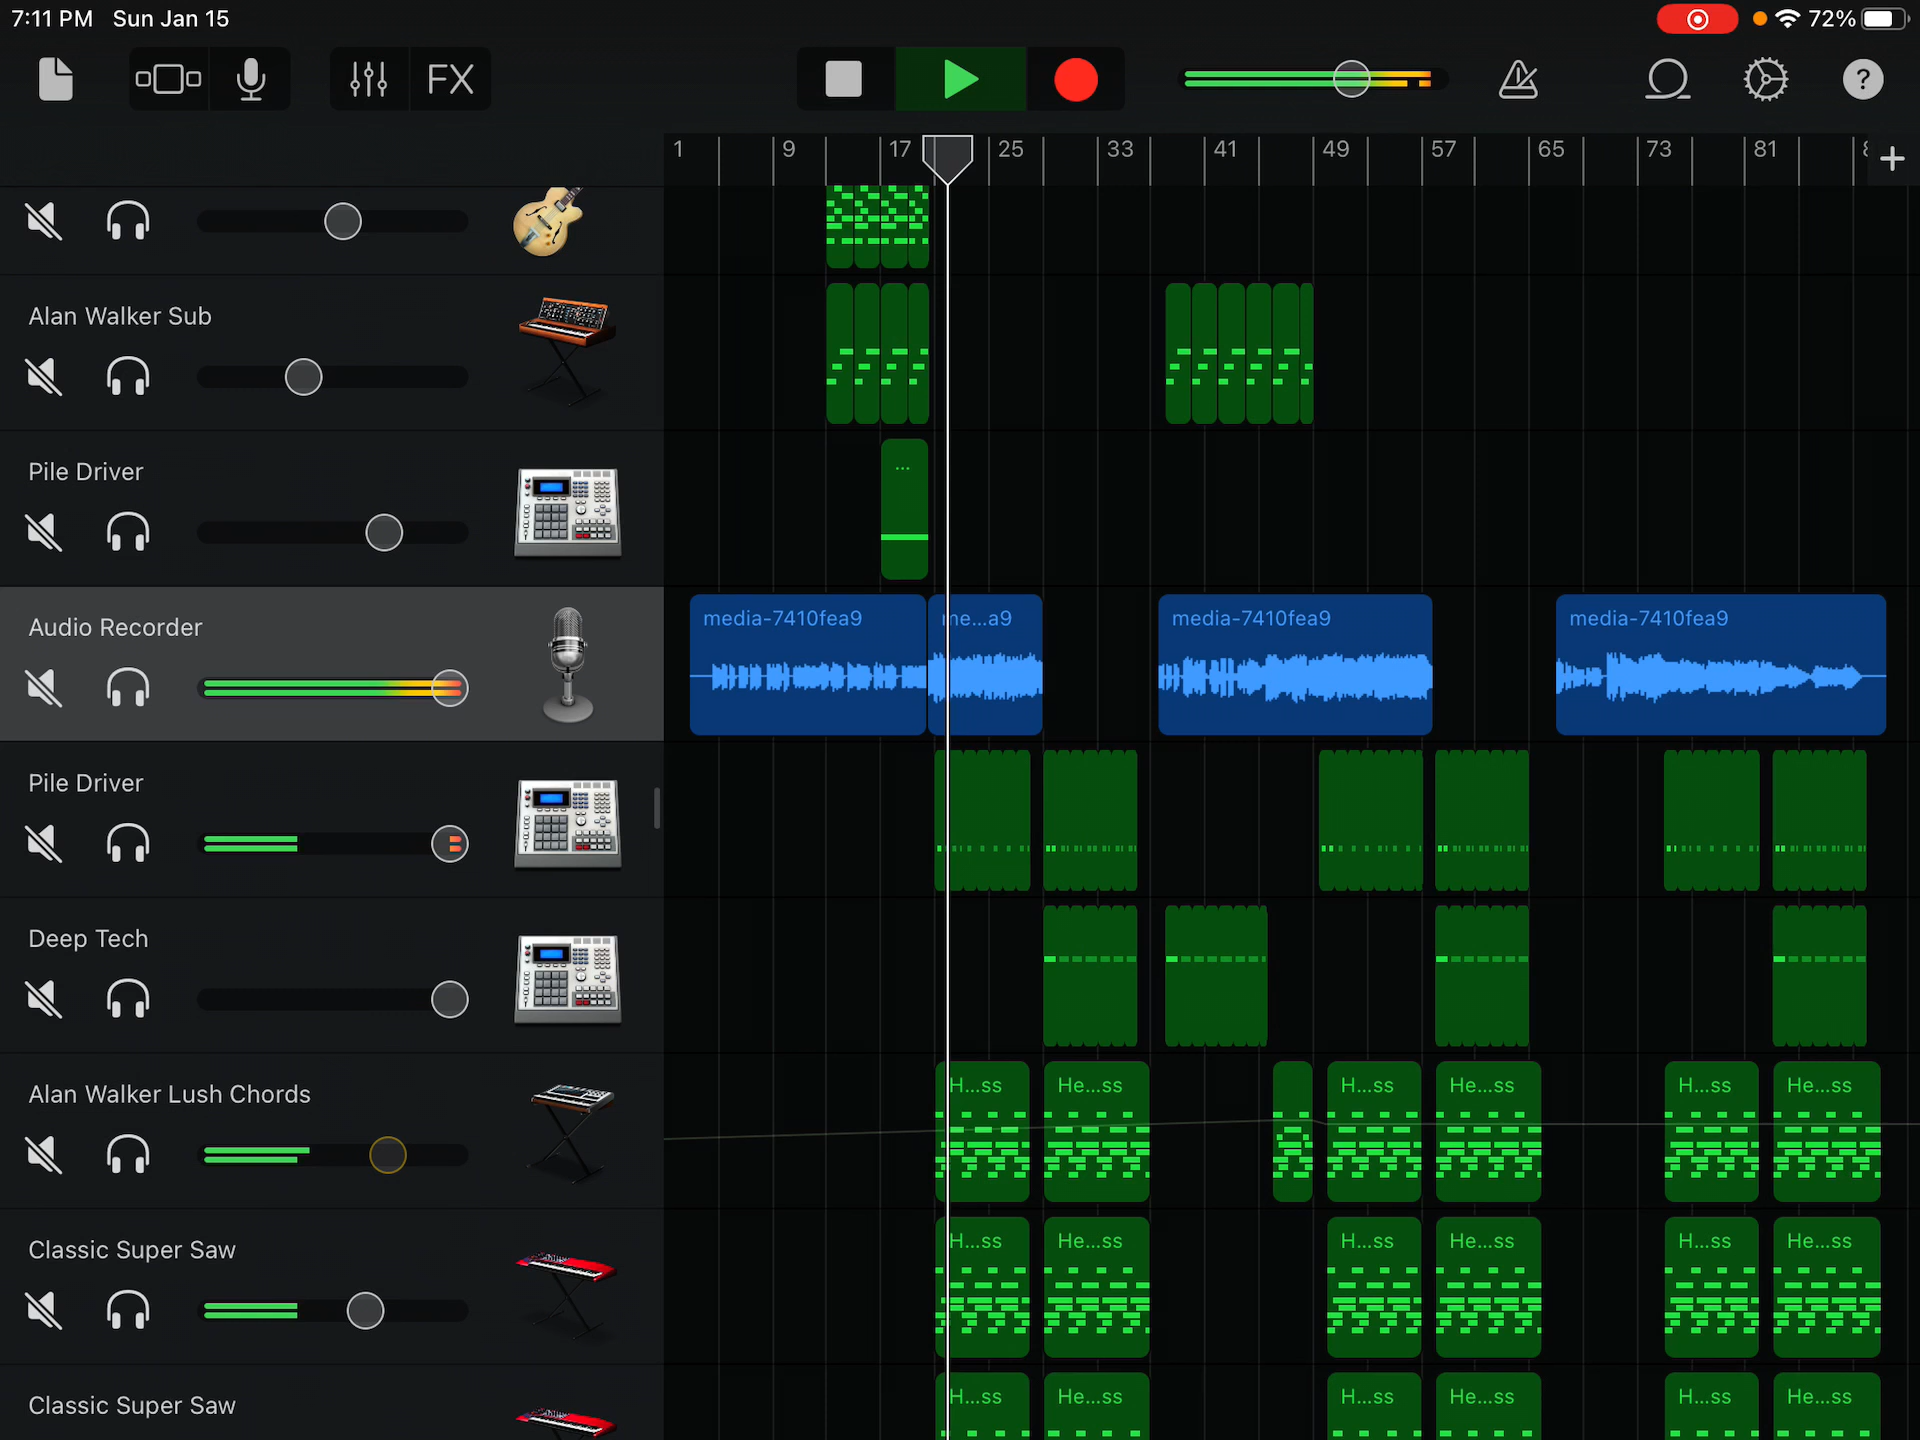 7:11 PM Sun Jan 15
72%
FX
?
1 9 17 25 33 41 49 57 65 73 81
Alan Walker Sub
Pile Driver
...
Audio Recorder
media-7410fea9 me...a9 media-7410fea9 media-7410fea9
Pile Driver
Deep Tech
Alan Walker Lush Chords
H...ss He...ss H...ss He...ss H...ss He...ss
Classic Super Saw
H...ss He...ss H...ss He...ss H...ss He...ss
Classic Super Saw
H...ss He...ss H...ss He...ss H...ss He...ss